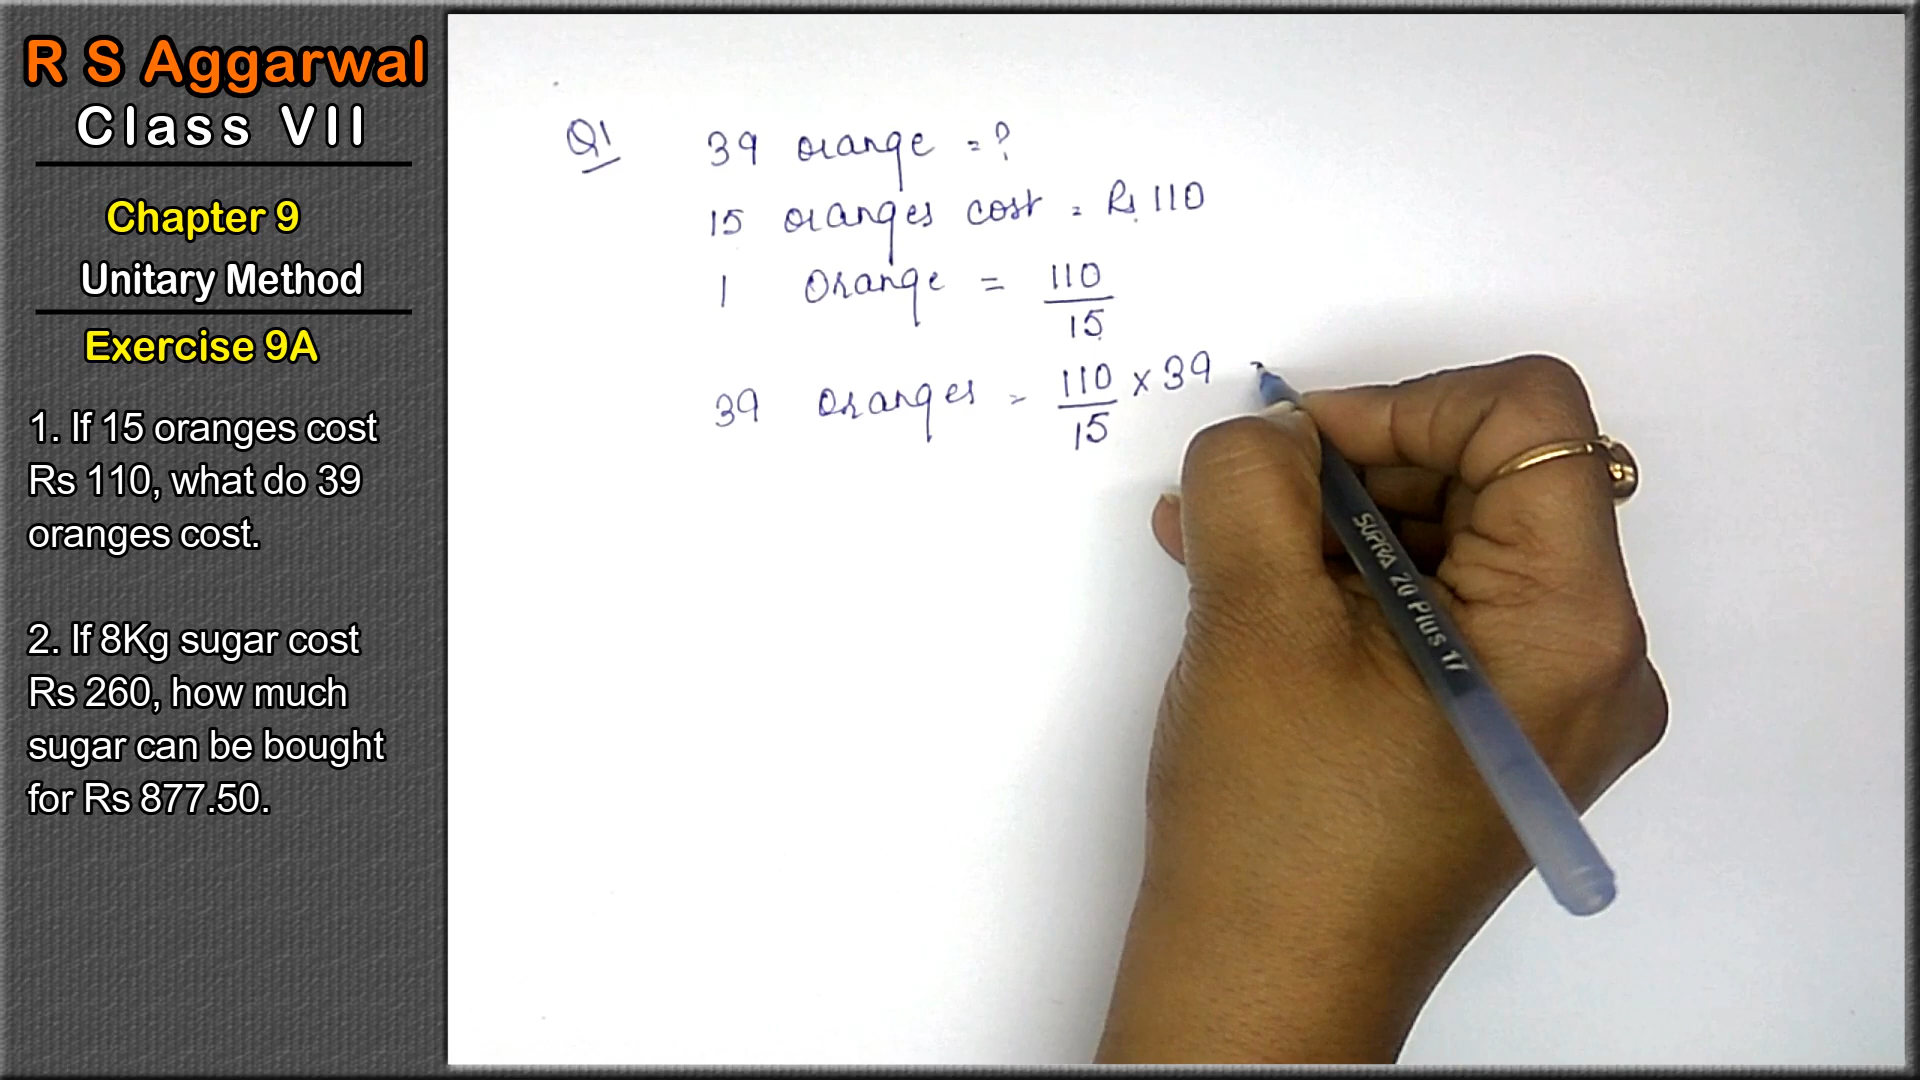 R S Aggarwal
Class VII
Chapter 9
Unitary Method
Exercise 9A
1. If 15 oranges cost
Rs 110, what do 39
oranges cost.
2. If 8Kg sugar cost
Rs 260, how much
sugar can be bought
for Rs 877.50.
Q1 39 orange = ?
15 oranges cost = Rs 110
1 Orange = 110/15
39 oranges = 110/15 × 39 =
SUPRA 20 Plus 17